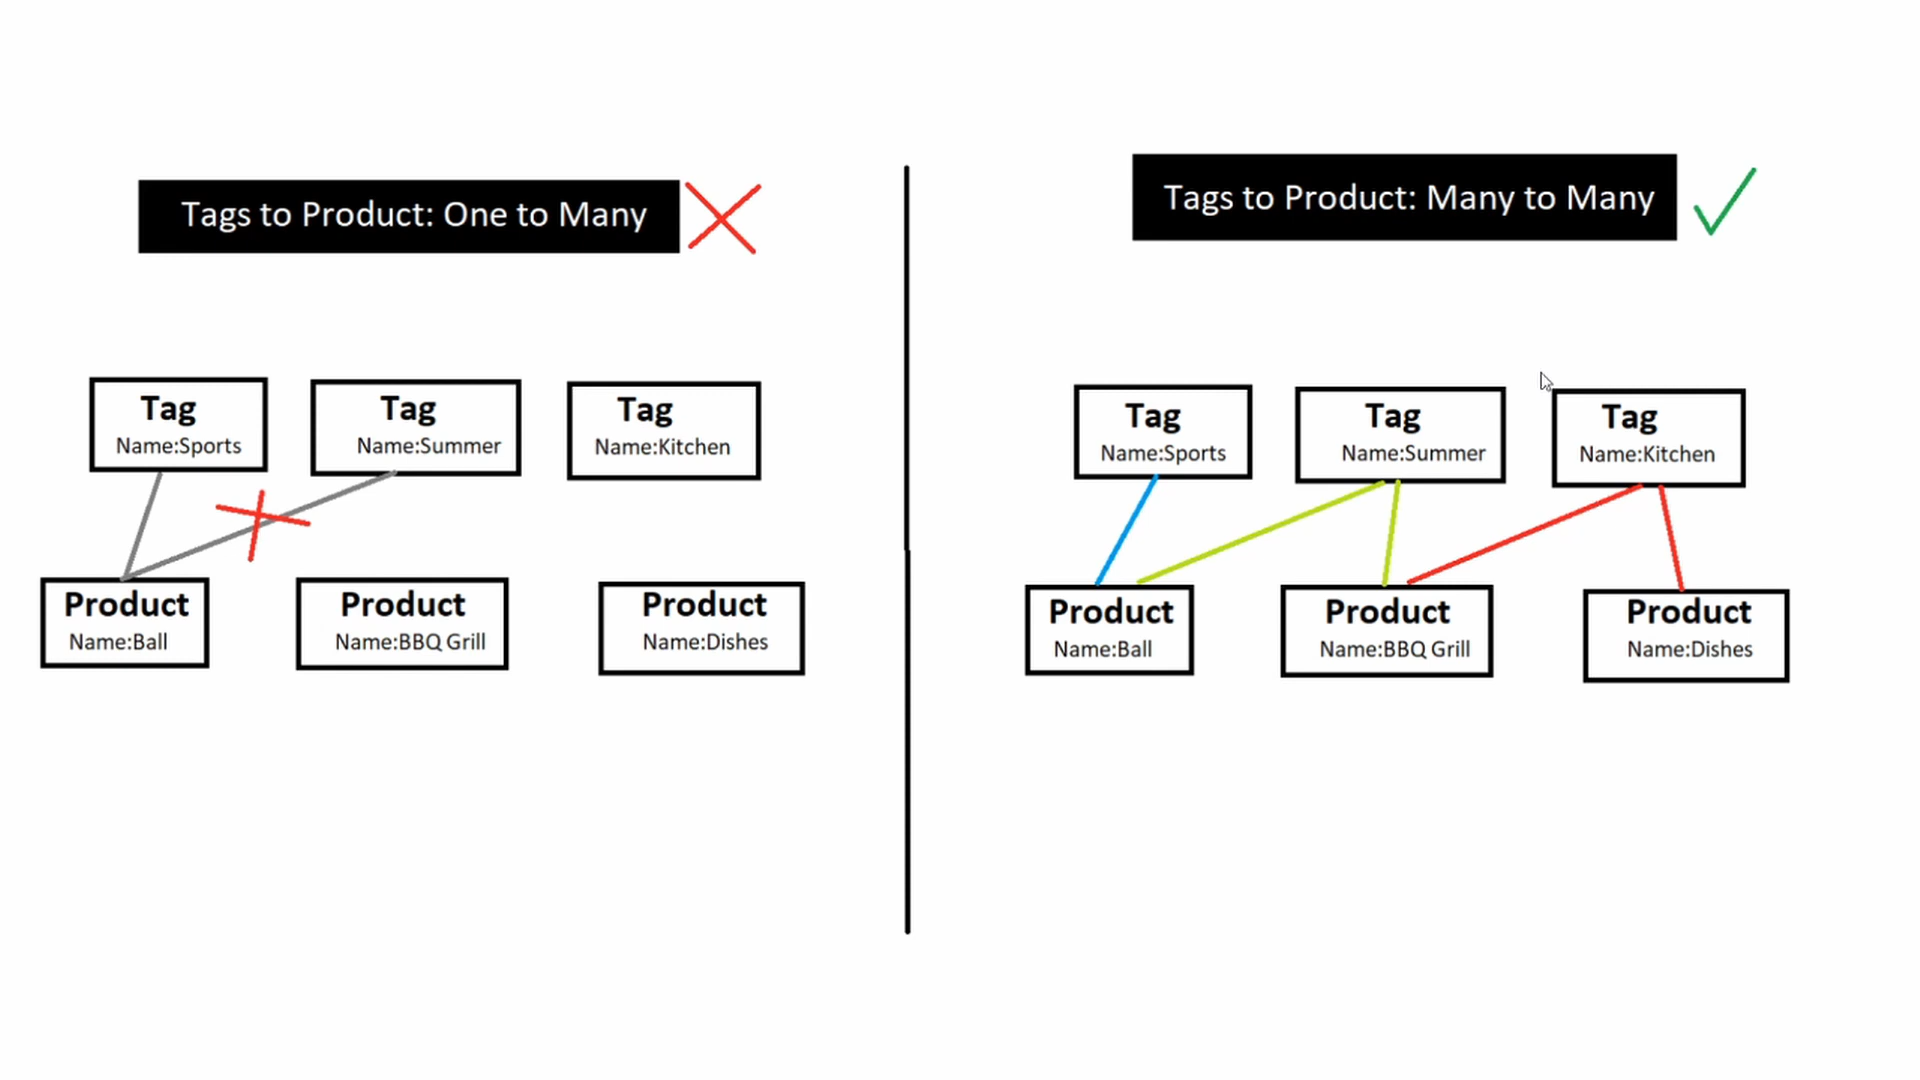 Tags to Product: One to Many
Tag
Name:Sports
Tag
Name:Summer
Tag
Name:Kitchen
Product
Name:Ball
Product
Name:BBQ Grill
Product
Name:Dishes
Tags to Product: Many to Many
Tag
Name:Sports
Tag
Name:Summer
Tag
Name:Kitchen
Product
Name:Ball
Product
Name:BBQ Grill
Product
Name:Dishes